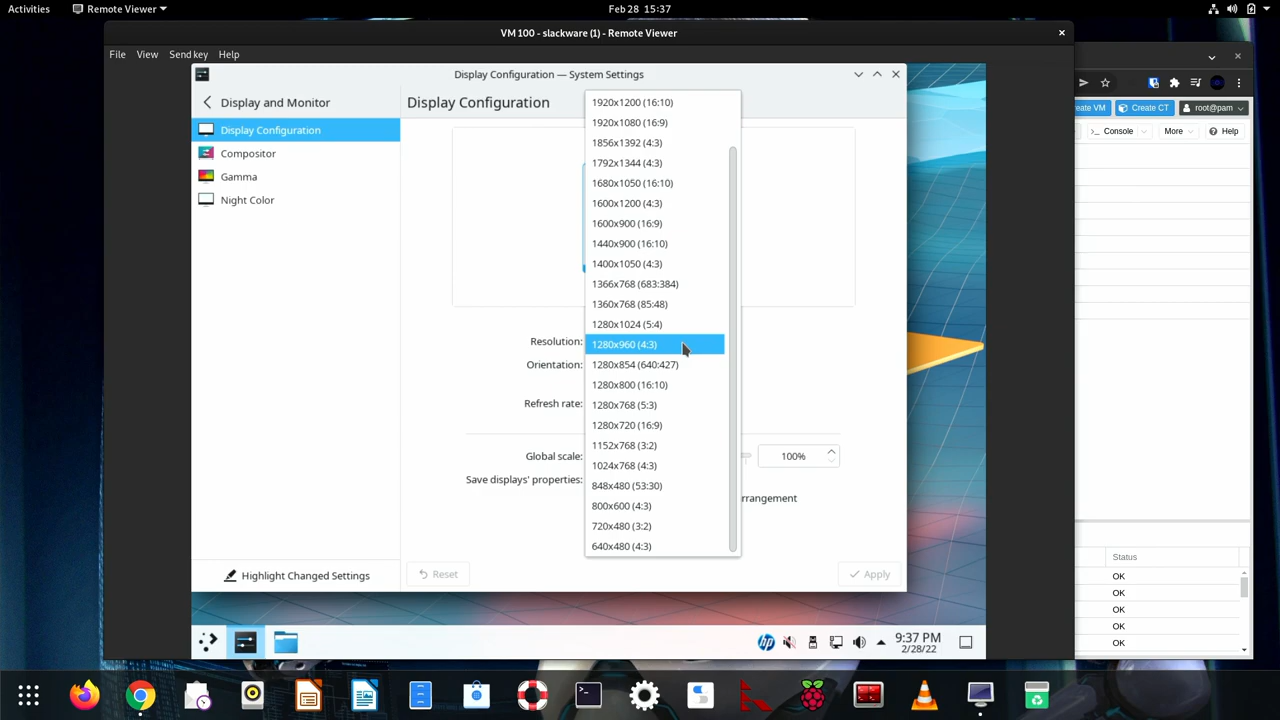 Activities
Remote Viewer
Feb 28 15:37
VM 100 - slackware (1) - Remote Viewer
File View Send key Help
Display Configuration — System Settings
Display and Monitor
Display Configuration
Display Configuration
Compositor
Gamma
Night Color
Resolution:
Orientation:
Refresh rate:
Global scale:
100%
Save displays' properties:
rrangement
1920x1200 (16:10)
1920x1080 (16:9)
1856x1392 (4:3)
1792x1344 (4:3)
1680x1050 (16:10)
1600x1200 (4:3)
1600x900 (16:9)
1440x900 (16:10)
1400x1050 (4:3)
1366x768 (683:384)
1360x768 (85:48)
1280x1024 (5:4)
1280x960 (4:3)
1280x854 (640:427)
1280x800 (16:10)
1280x768 (5:3)
1280x720 (16:9)
1152x768 (3:2)
1024x768 (4:3)
848x480 (53:30)
800x600 (4:3)
720x480 (3:2)
640x480 (4:3)
Highlight Changed Settings
Reset
Apply
hp
9:37 PM
2/28/22
eate VM
Create CT
root@pam
Console
More
Help
Status
OK
OK
OK
OK
OK